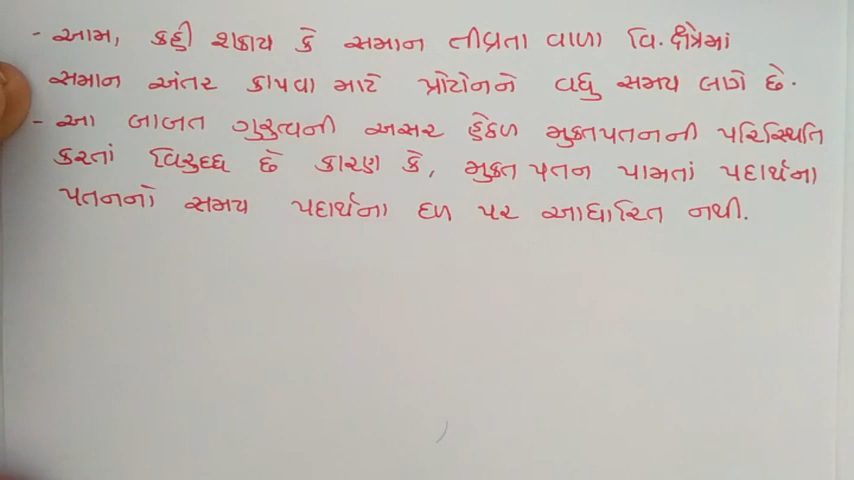 - આમ, કહી શકાય કે સમાન તીવ્રતા વાળા વિ. ક્ષેત્રમાં
સમાન અંતર કાપવા માટે પ્રોટોનને વધુ સમય લાગે છે.
- આ બાબત ગુરુત્વની અસર હેઠળ મુક્તપતનની પરિસ્થિતિ
કરતાં વિરુધ્ધ છે કારણ કે, મુક્ત પતન પામતાં પદાર્થના
પતનનો સમય પદાર્થના દળ પર આધારિત નથી.